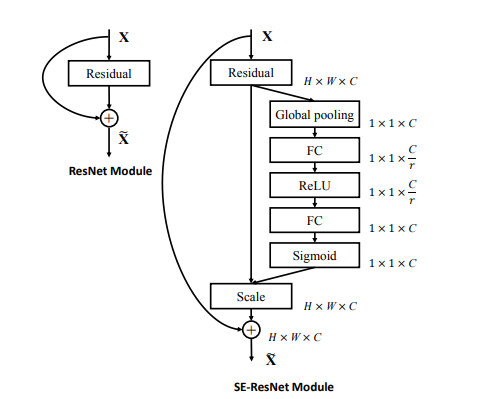 X
Residual
+
X̃
ResNet Module
X
Residual
H × W × C
Global pooling
1 × 1 × C
FC
1 × 1 × C/r
ReLU
1 × 1 × C/r
FC
1 × 1 × C
Sigmoid
1 × 1 × C
Scale
H × W × C
+
H × W × C
X̃
SE-ResNet Module